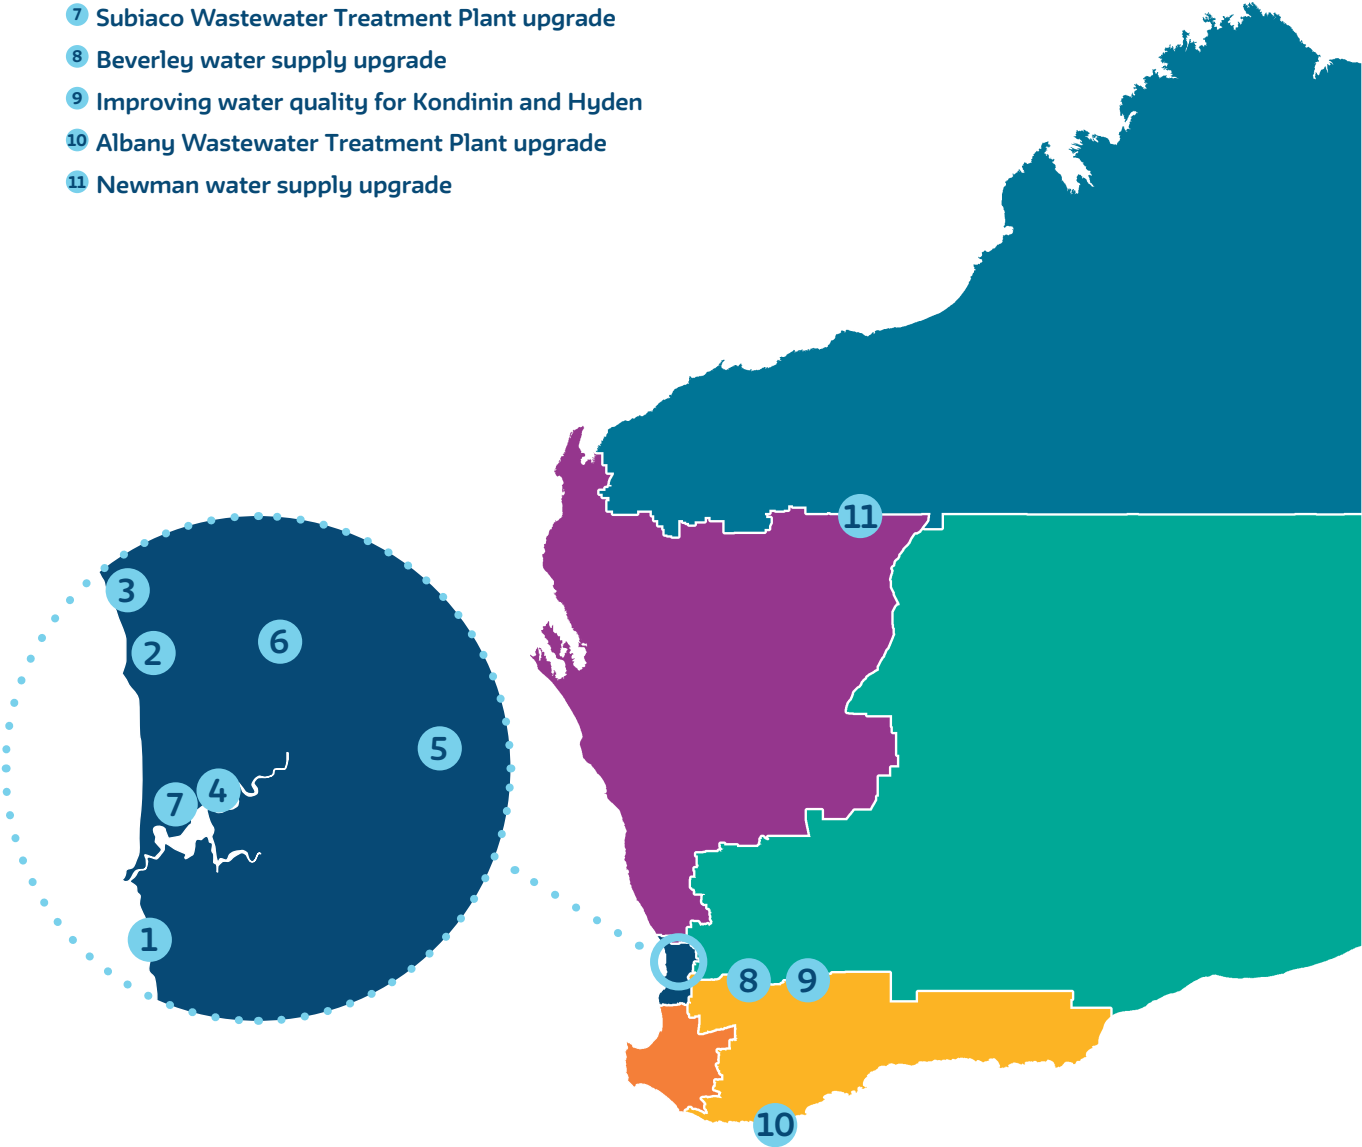 7 Subiaco Wastewater Treatment Plant upgrade
8 Beverley water supply upgrade
9 Improving water quality for Kondinin and Hyden
10 Albany Wastewater Treatment Plant upgrade
11 Newman water supply upgrade
11
3
2
6
5
7
4
1
8
9
10